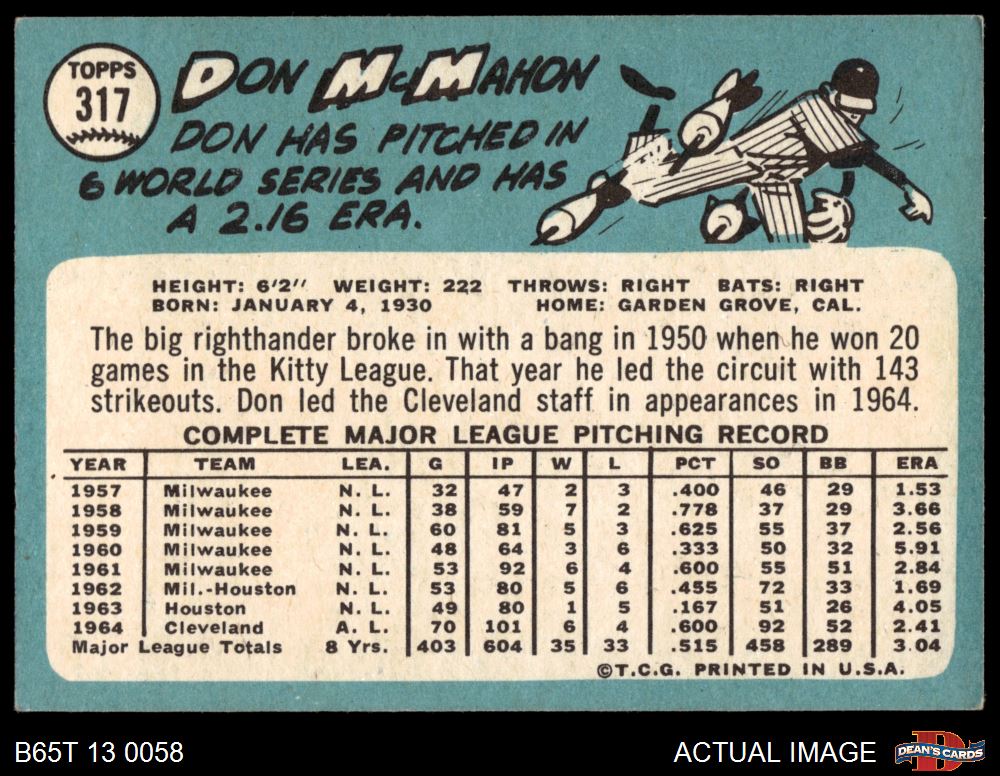 TOPPS
317
DON McMAHON
DON HAS PITCHED IN
6 WORLD SERIES AND HAS
A 2.16 ERA.
HEIGHT: 6'2" WEIGHT: 222 THROWS: RIGHT BATS: RIGHT
BORN: JANUARY 4, 1930 HOME: GARDEN GROVE, CAL.
The big righthander broke in with a bang in 1950 when he won 20
games in the Kitty League. That year he led the circuit with 143
strikeouts. Don led the Cleveland staff in appearances in 1964.
COMPLETE MAJOR LEAGUE PITCHING RECORD
YEAR TEAM LEA. G IP W L PCT SO BB ERA
1957 Milwaukee N. L. 32 47 2 3 .400 46 29 1.53
1958 Milwaukee N. L. 38 59 7 2 .778 37 29 3.66
1959 Milwaukee N. L. 60 81 5 3 .625 55 37 2.56
1960 Milwaukee N. L. 48 64 3 6 .333 50 32 5.91
1961 Milwaukee N. L. 53 92 6 4 .600 55 51 2.84
1962 Mil.-Houston N. L. 53 80 5 6 .455 72 33 1.69
1963 Houston N. L. 49 80 1 5 .167 51 26 4.05
1964 Cleveland A. L. 70 101 6 4 .600 92 52 2.41
Major League Totals 8 Yrs. 403 604 35 33 .515 458 289 3.04
©T.C.G. PRINTED IN U.S.A.
B65T 13 0058 ACTUAL IMAGE
DEAN'S CARDS